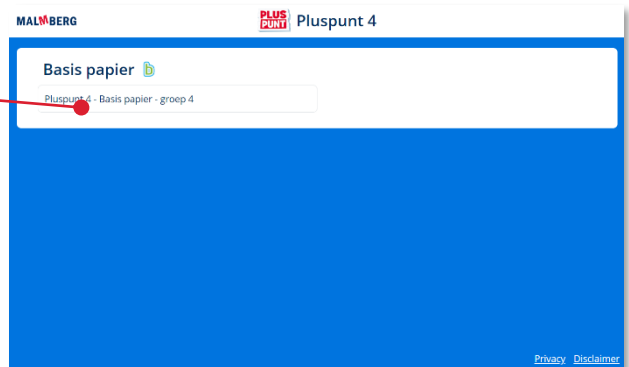 MALMBERG
PLUS PUNT Pluspunt 4
Basis papier b
Pluspunt 4 - Basis papier - groep 4
Privacy Disclaimer